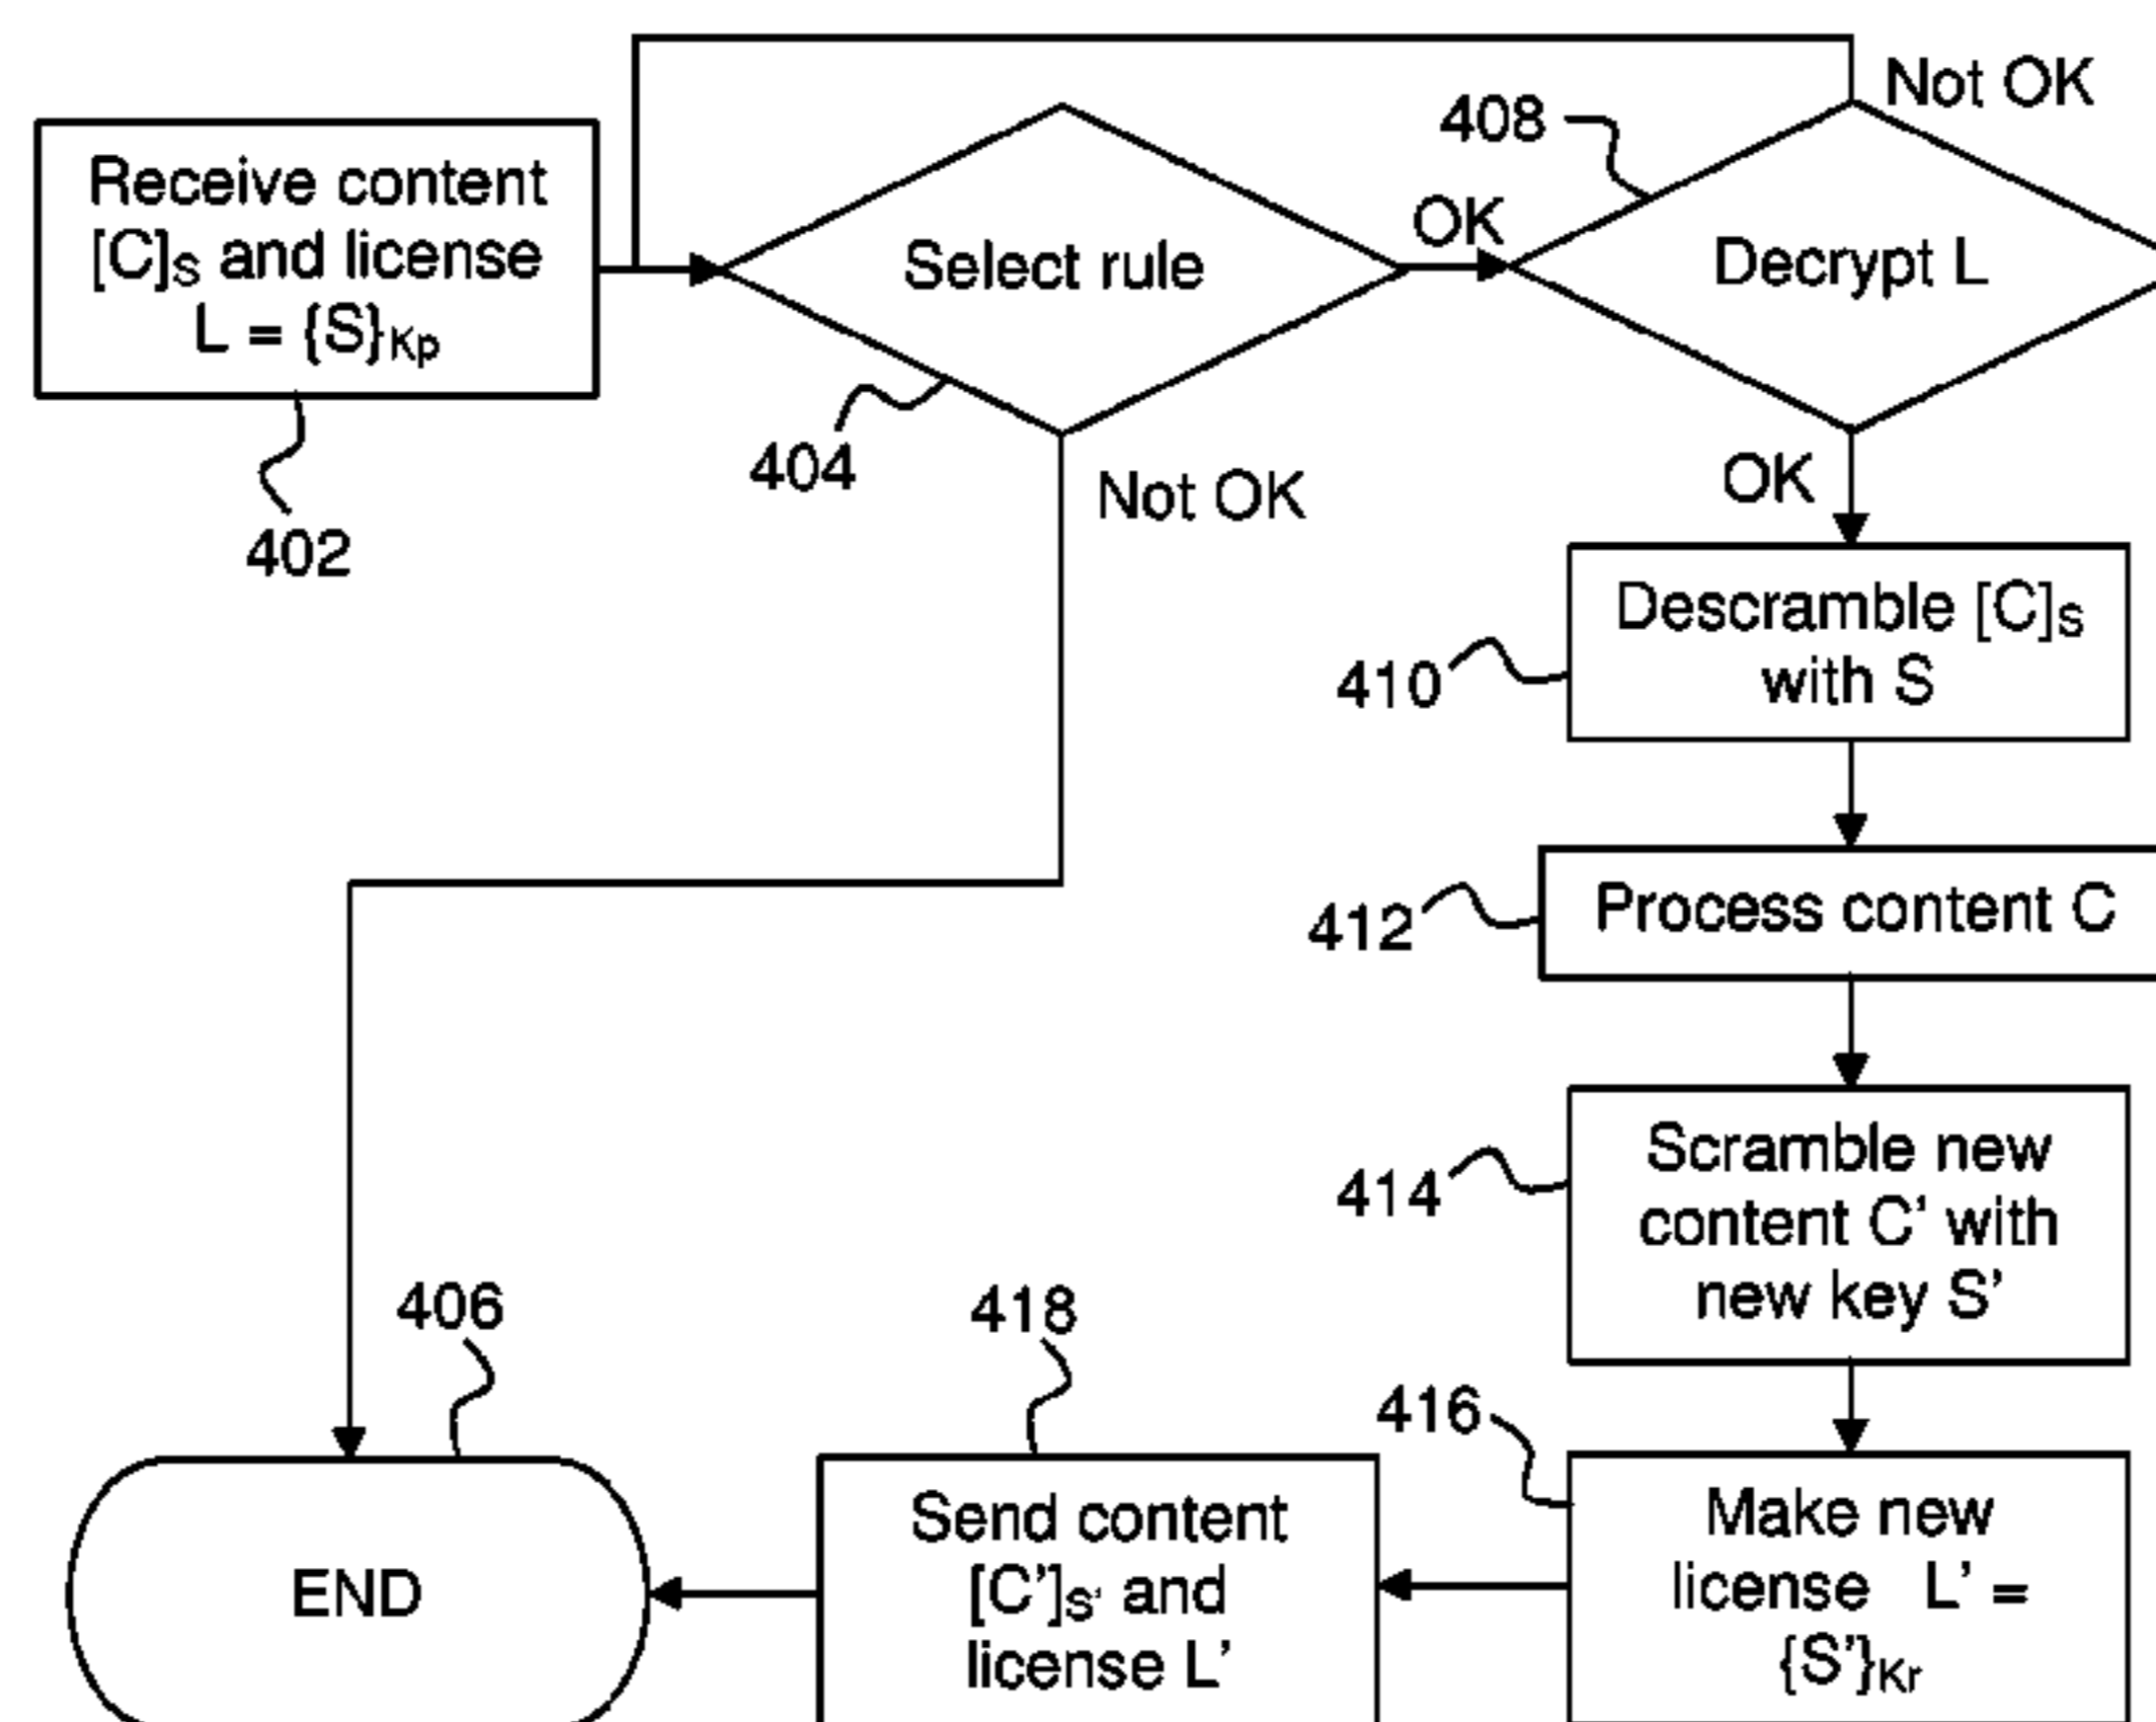 Not OK
408
Receive content
[C]S and license
L = {S}Kp
Select rule
OK
Decrypt L
404
Not OK
OK
402
Descramble [C]S
with S
410
Process content C
412
Scramble new
content C' with
new key S'
414
406
418
416
Make new
license L' =
{S'}Kr
Send content
[C']S' and
license L'
END